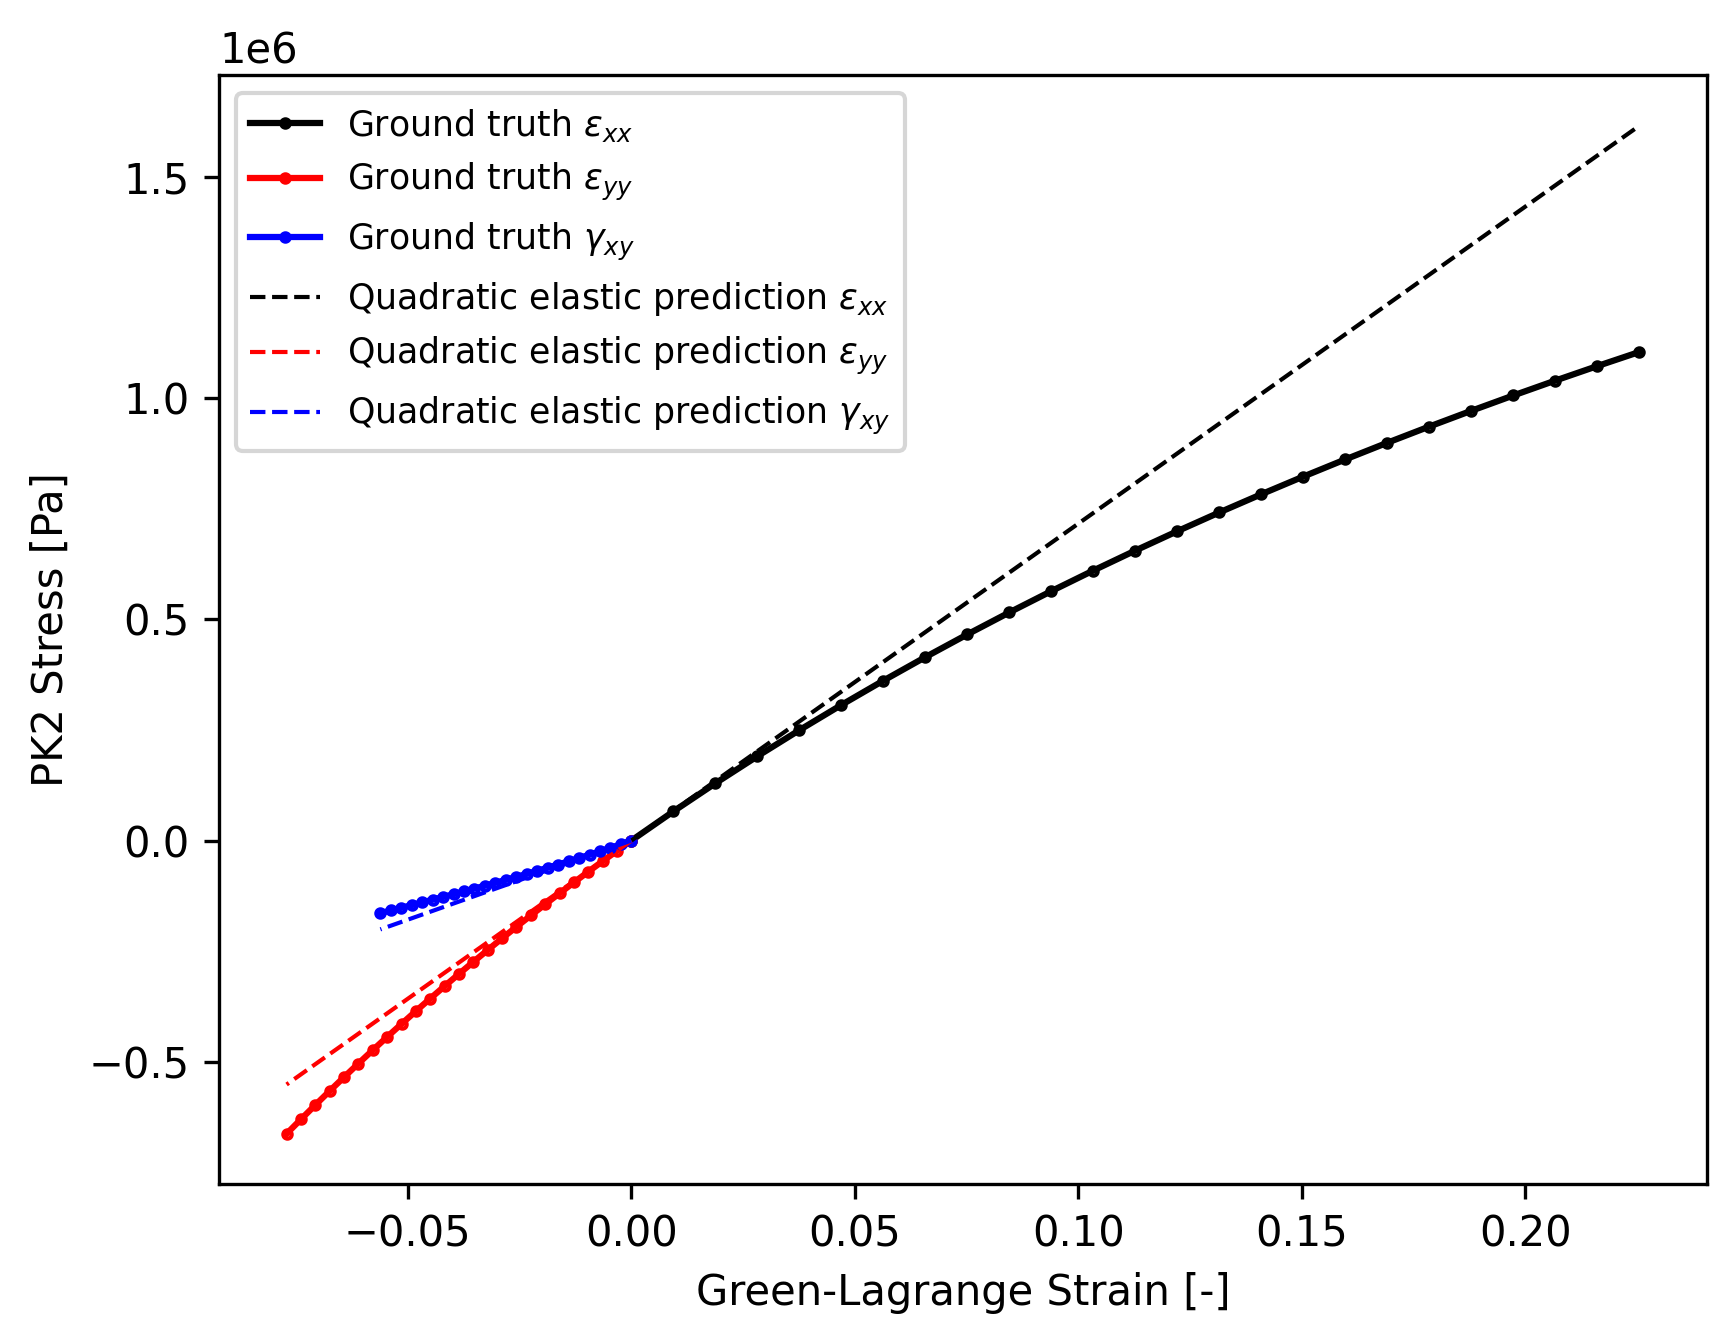 1e6
Ground truth εxx
Ground truth εyy
Ground truth γxy
Quadratic elastic prediction εxx
Quadratic elastic prediction εyy
Quadratic elastic prediction γxy
1.5
1.0
0.5
0.0
−0.5
PK2 Stress [Pa]
−0.05 0.00 0.05 0.10 0.15 0.20
Green-Lagrange Strain [-]